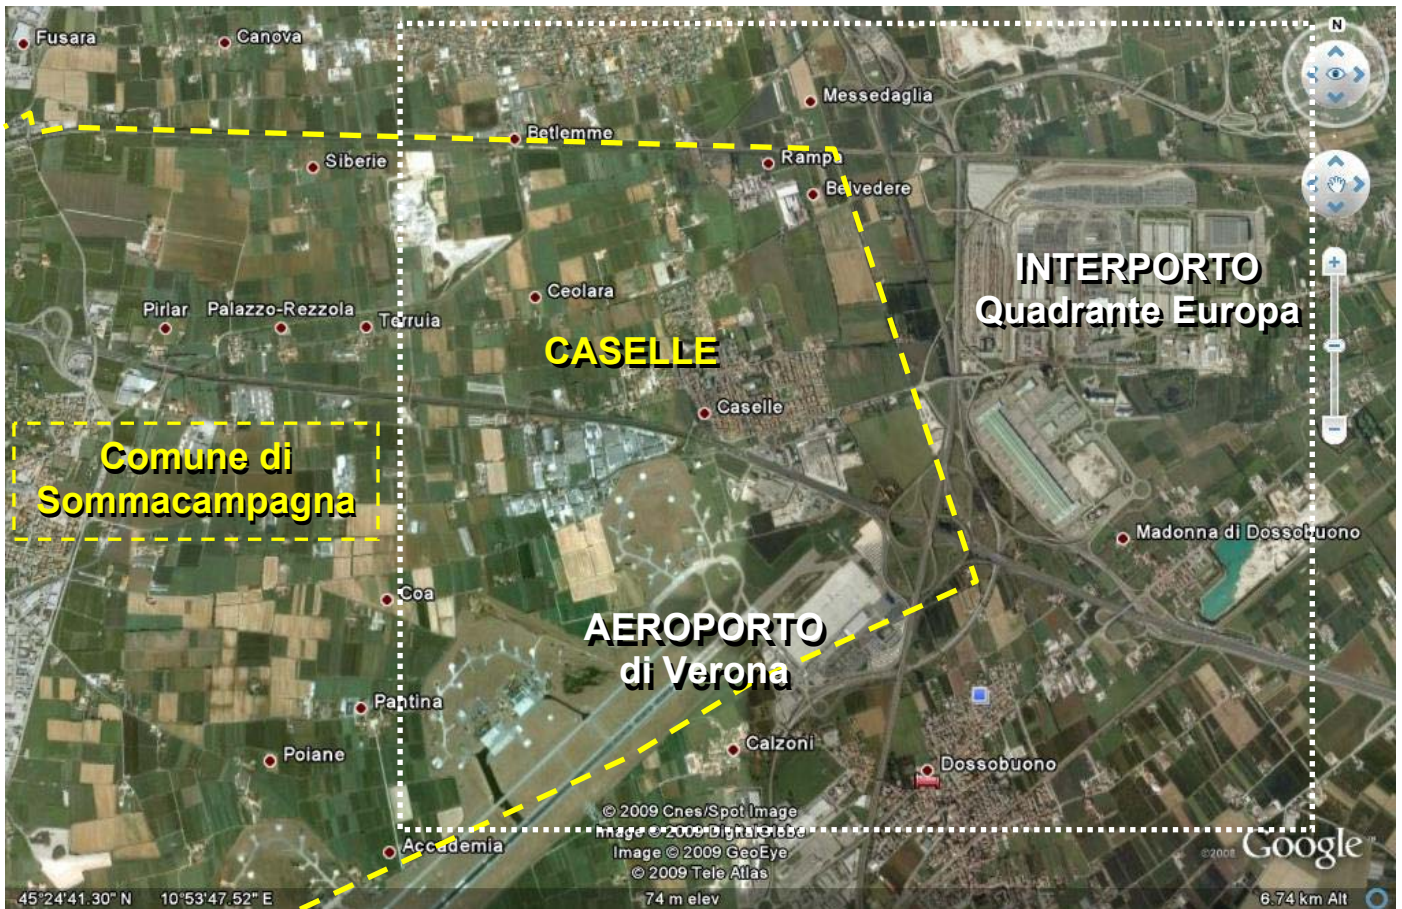 Fusara
Canova
N
Messedaglia
Betlemme
Siberie
Rampa
Belvedere
INTERPORTO
Quadrante Europa
Ceolara
Pirlar
Palazzo-Rezzola
Terruia
CASELLE
Caselle
Comune di
Sommacampagna
Madonna di Dossobuono
Coa
AEROPORTO
di Verona
Pantina
Poiane
Calzoni
Dossobuono
© 2009 Cnes/Spot Image
Image © 2009 DigitalGlobe
Accademia
Image © 2009 GeoEye
© 2009 Tele Atlas
©2008 Google™
45°24'41.30" N 10°53'47.52" E
74 m elev
6.74 km Alt